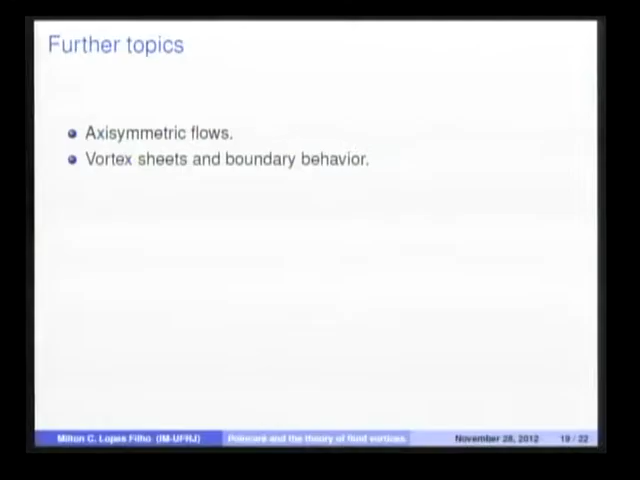 Further topics
Axisymmetric flows.
Vortex sheets and boundary behavior.
Milton C. Lopes Filho (IM-UFRJ) Poincaré and the theory of fluid vortices. November 28, 2012 19 / 22